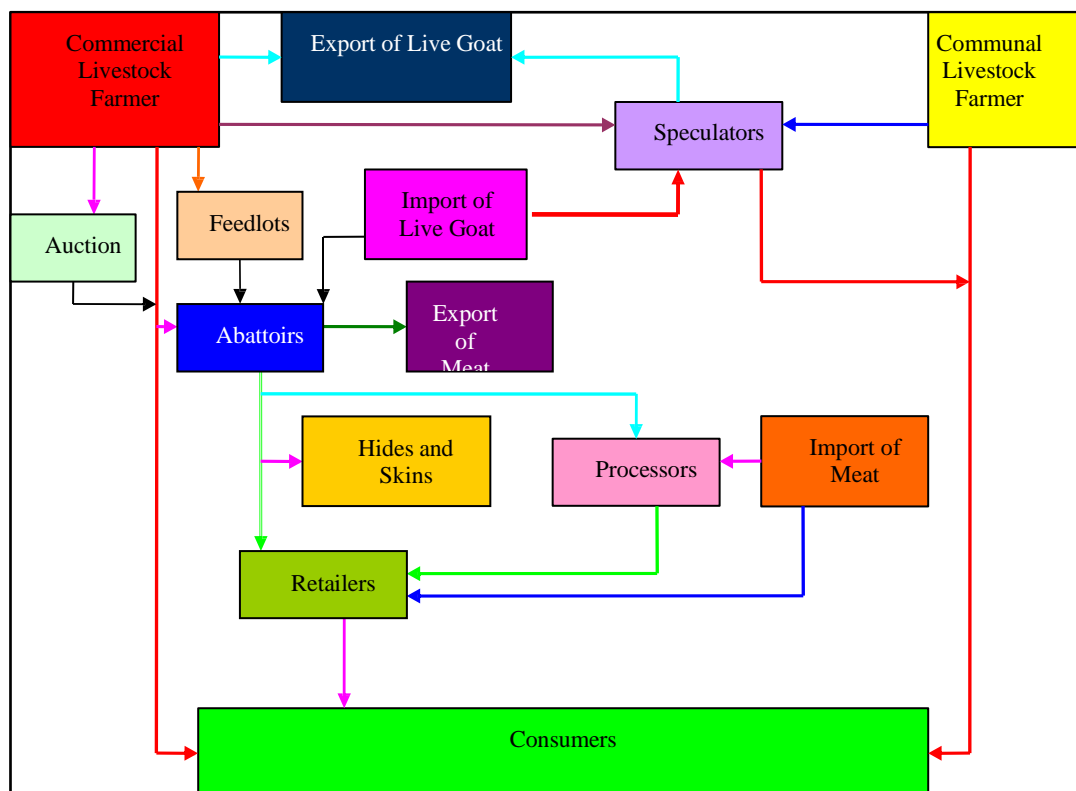 Commercial
Livestock
Farmer
Export of Live Goat
Communal
Livestock
Farmer
Speculators
Auction
Feedlots
Import of
Live Goat
Abattoirs
Export
of
Meat
Hides and
Skins
Processors
Import of
Meat
Retailers
Consumers